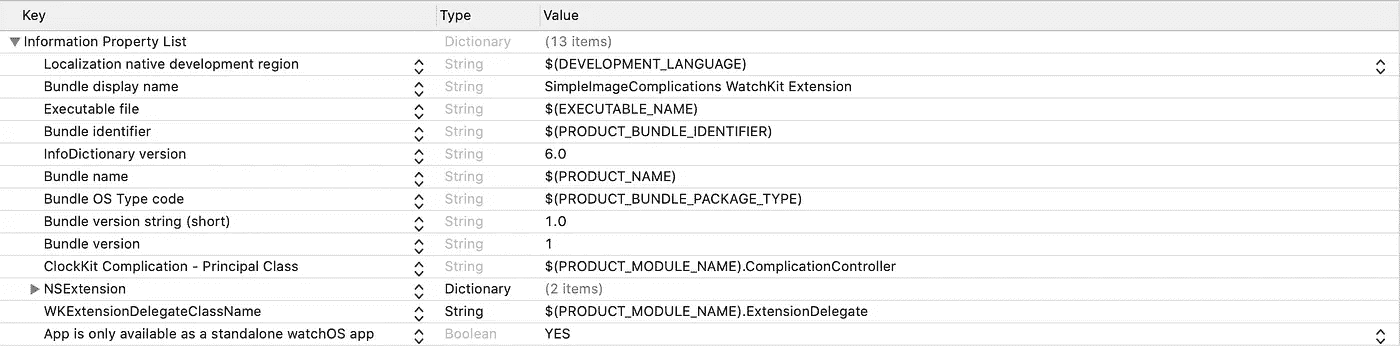 Key Type Value
Information Property List Dictionary (13 items)
Localization native development region String $(DEVELOPMENT_LANGUAGE)
Bundle display name String SimpleImageComplications WatchKit Extension
Executable file String $(EXECUTABLE_NAME)
Bundle identifier String $(PRODUCT_BUNDLE_IDENTIFIER)
InfoDictionary version String 6.0
Bundle name String $(PRODUCT_NAME)
Bundle OS Type code String $(PRODUCT_BUNDLE_PACKAGE_TYPE)
Bundle version string (short) String 1.0
Bundle version String 1
ClockKit Complication - Principal Class String $(PRODUCT_MODULE_NAME).ComplicationController
NSExtension Dictionary (2 items)
WKExtensionDelegateClassName String $(PRODUCT_MODULE_NAME).ExtensionDelegate
App is only available as a standalone watchOS app Boolean YES